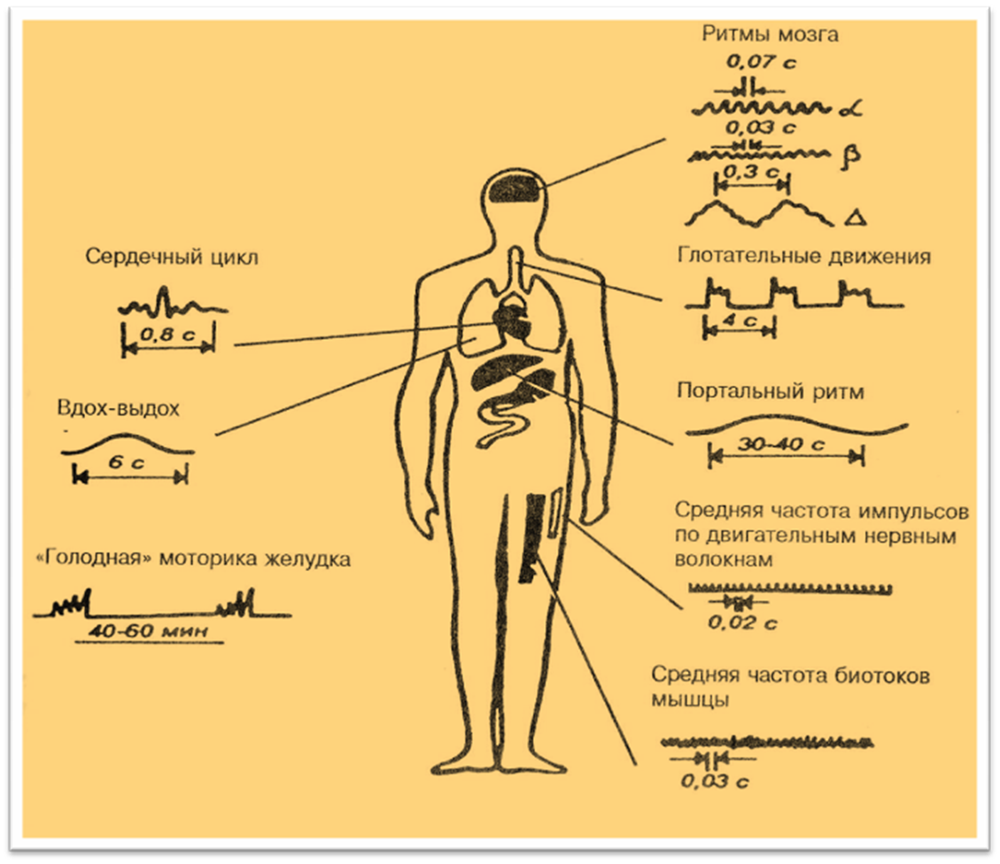 Ритмы мозга
0,07 с
α
0,03 с
β
0,3 с
Δ
Глотательные движения
4 с
Портальный ритм
30-40 с
Средняя частота импульсов
по двигательным нервным
волокнам
0,02 с
Средняя частота биотоков
мышцы
0,03 с
Сердечный цикл
0,8 с
Вдох-выдох
6 с
«Голодная» моторика желудка
40-60 мин